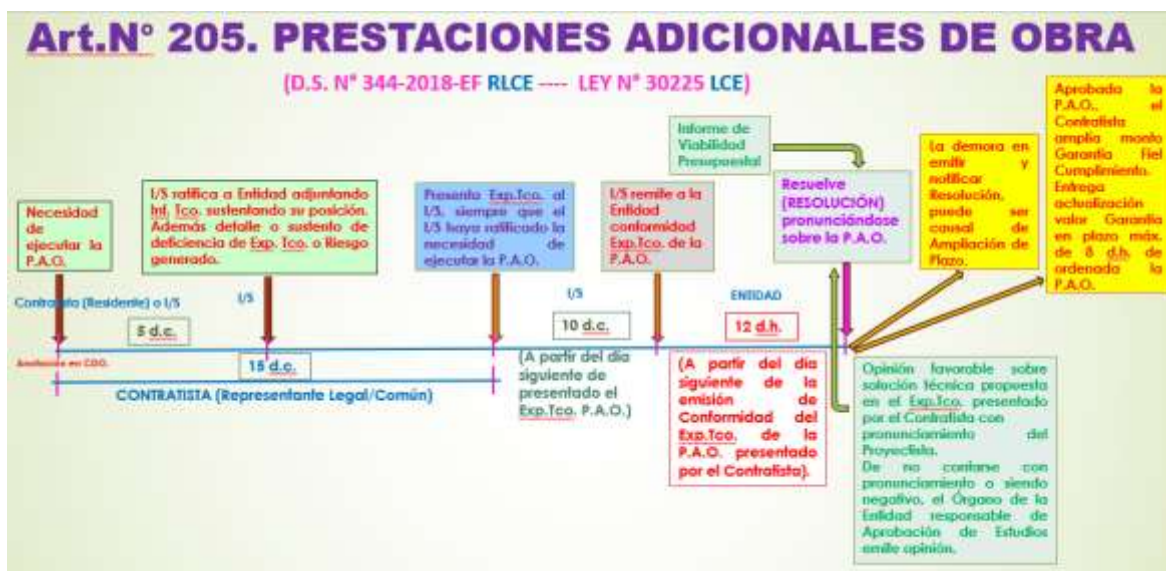 Art.N° 205. PRESTACIONES ADICIONALES DE OBRA
(D.S. N° 344-2018-EF RLCE ---- LEY N° 30225 LCE)
Necesidad
de
ejecutar la
P.A.O.
I/S ratifica a Entidad adjuntando
Inf. Tco. sustentando su posición.
Además detalle o sustento de
deficiencia de Exp. Tco. o Riesgo
generado.
Presenta Exp.Tco. al
I/S, siempre que el
I/S haya ratificado la
necesidad de
ejecutar la P.A.O.
I/S remite a la
Entidad
conformidad
Exp.Tco. de la
P.A.O.
Informe de
Viabilidad
Presupuestal
Resuelve
(RESOLUCIÓN)
pronunciándose
sobre la P.A.O.
La demora en
emitir y
notificar
Resolución,
puede ser
causal de
Ampliación de
Plazo.
Aprobada la
P.A.O., el
Contratista
amplia monto
Garantía Fiel
Cumplimiento.
Entrega
actualización
valor Garantía
en plazo máx.
de 8 d.h. de
ordenada la
P.A.O.
Contratista (Residente) o I/S
I/S
I/S
ENTIDAD
5 d.c.
10 d.c.
12 d.h.
Anotación en CDO.
15 d.c.
CONTRATISTA (Representante Legal/Común)
(A partir del día
siguiente de
presentado el
Exp.Tco. P.A.O.)
(A partir del día
siguiente de la
emisión de
Conformidad del
Exp.Tco. de la
P.A.O. presentado
por el Contratista).
Opinión favorable sobre
solución técnica propuesta
en el Exp.Tco. presentado
por el Contratista con
pronunciamiento del
Proyectista.
De no contarse con
pronunciamiento o siendo
negativo, el Órgano de la
Entidad responsable de
Aprobación de Estudios
emite opinión.